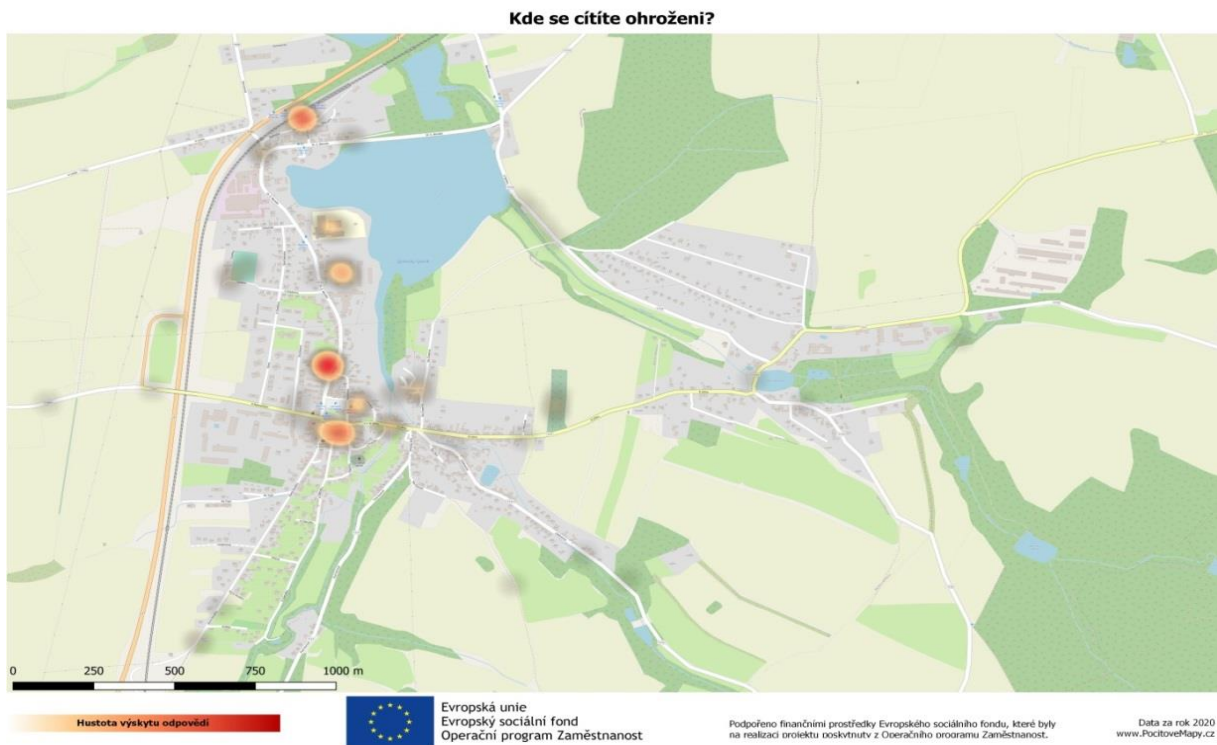 Kde se cítíte ohroženi?
0 250 500 750 1000 m
Hustota výskytu odpovědí
Evropská unie
Evropský sociální fond
Operační program Zaměstnanost
Podpořeno finančními prostředky Evropského sociálního fondu, které byly
na realizaci projektu poskytnuty z Operačního programu Zaměstnanost.
Data za rok 2020
www.PocitoveMapy.cz